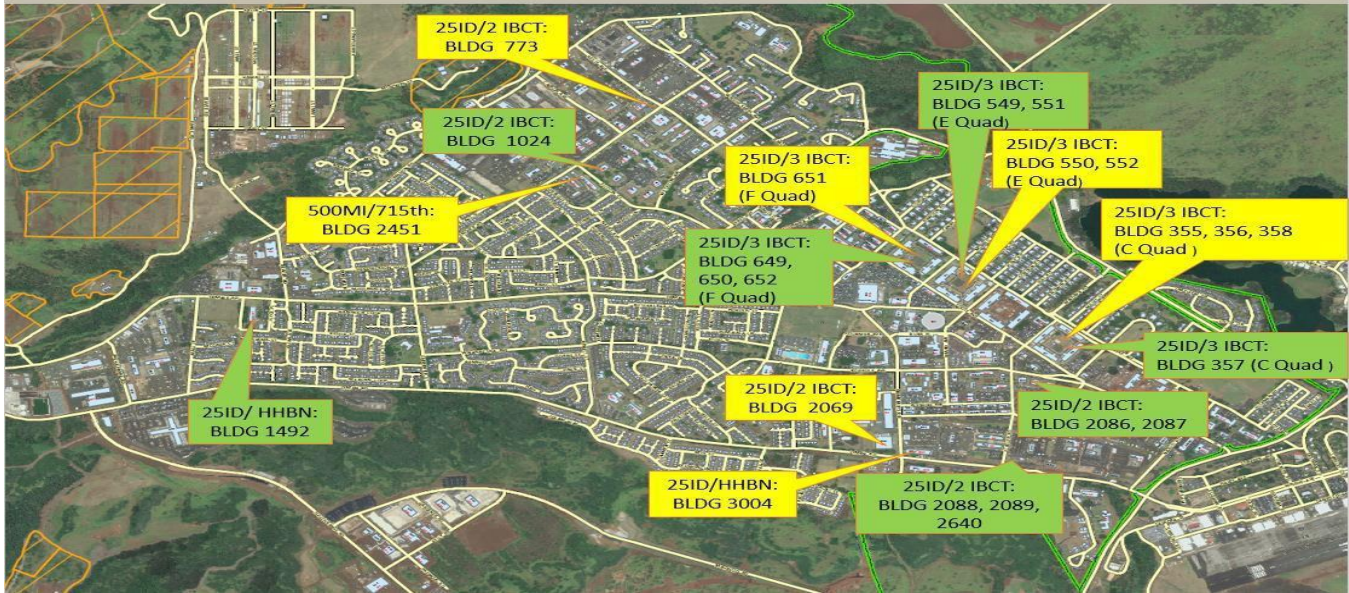 25ID/2 IBCT:
BLDG  773
25ID/2 IBCT:
BLDG  1024
500MI/715th:
BLDG 2451
25ID/3 IBCT:
BLDG 549, 551
(E Quad)
25ID/3 IBCT:
BLDG 550, 552
(E Quad)
25ID/3 IBCT:
BLDG 651
(F Quad)
25ID/3 IBCT:
BLDG 649,
650, 652
(F Quad)
25ID/3 IBCT:
BLDG 355, 356, 358
(C Quad )
25ID/3 IBCT:
BLDG 357 (C Quad )
25ID/ HHBN:
BLDG 1492
25ID/2 IBCT:
BLDG  2069
25ID/2 IBCT:
BLDG 2086, 2087
25ID/HHBN:
BLDG 3004
25ID/2 IBCT:
BLDG 2088, 2089,
2640